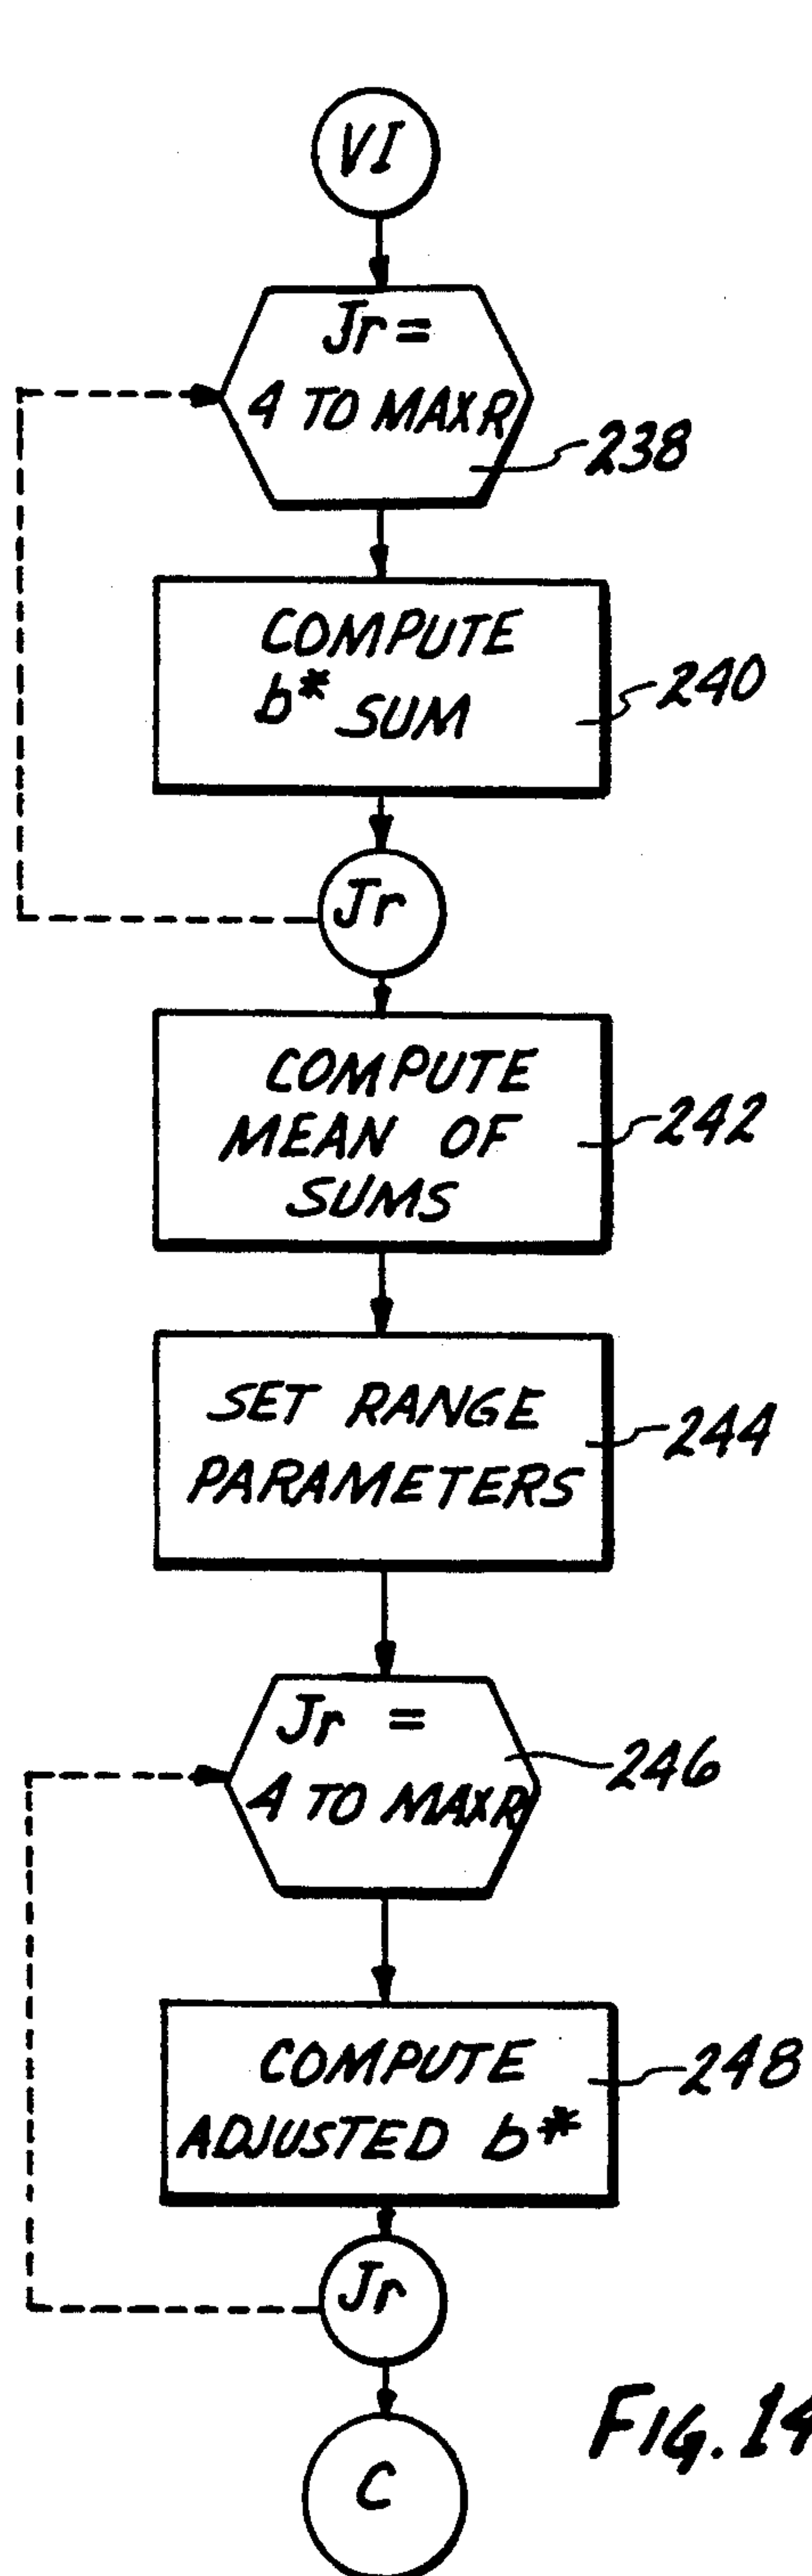 VI
Jr =
4 TO MAXR
238
COMPUTE
b* SUM
240
Jr
COMPUTE
MEAN OF
SUMS
242
SET RANGE
PARAMETERS
244
Jr =
4 TO MAXR
246
COMPUTE
ADJUSTED b*
248
Jr
FIG. 14
C